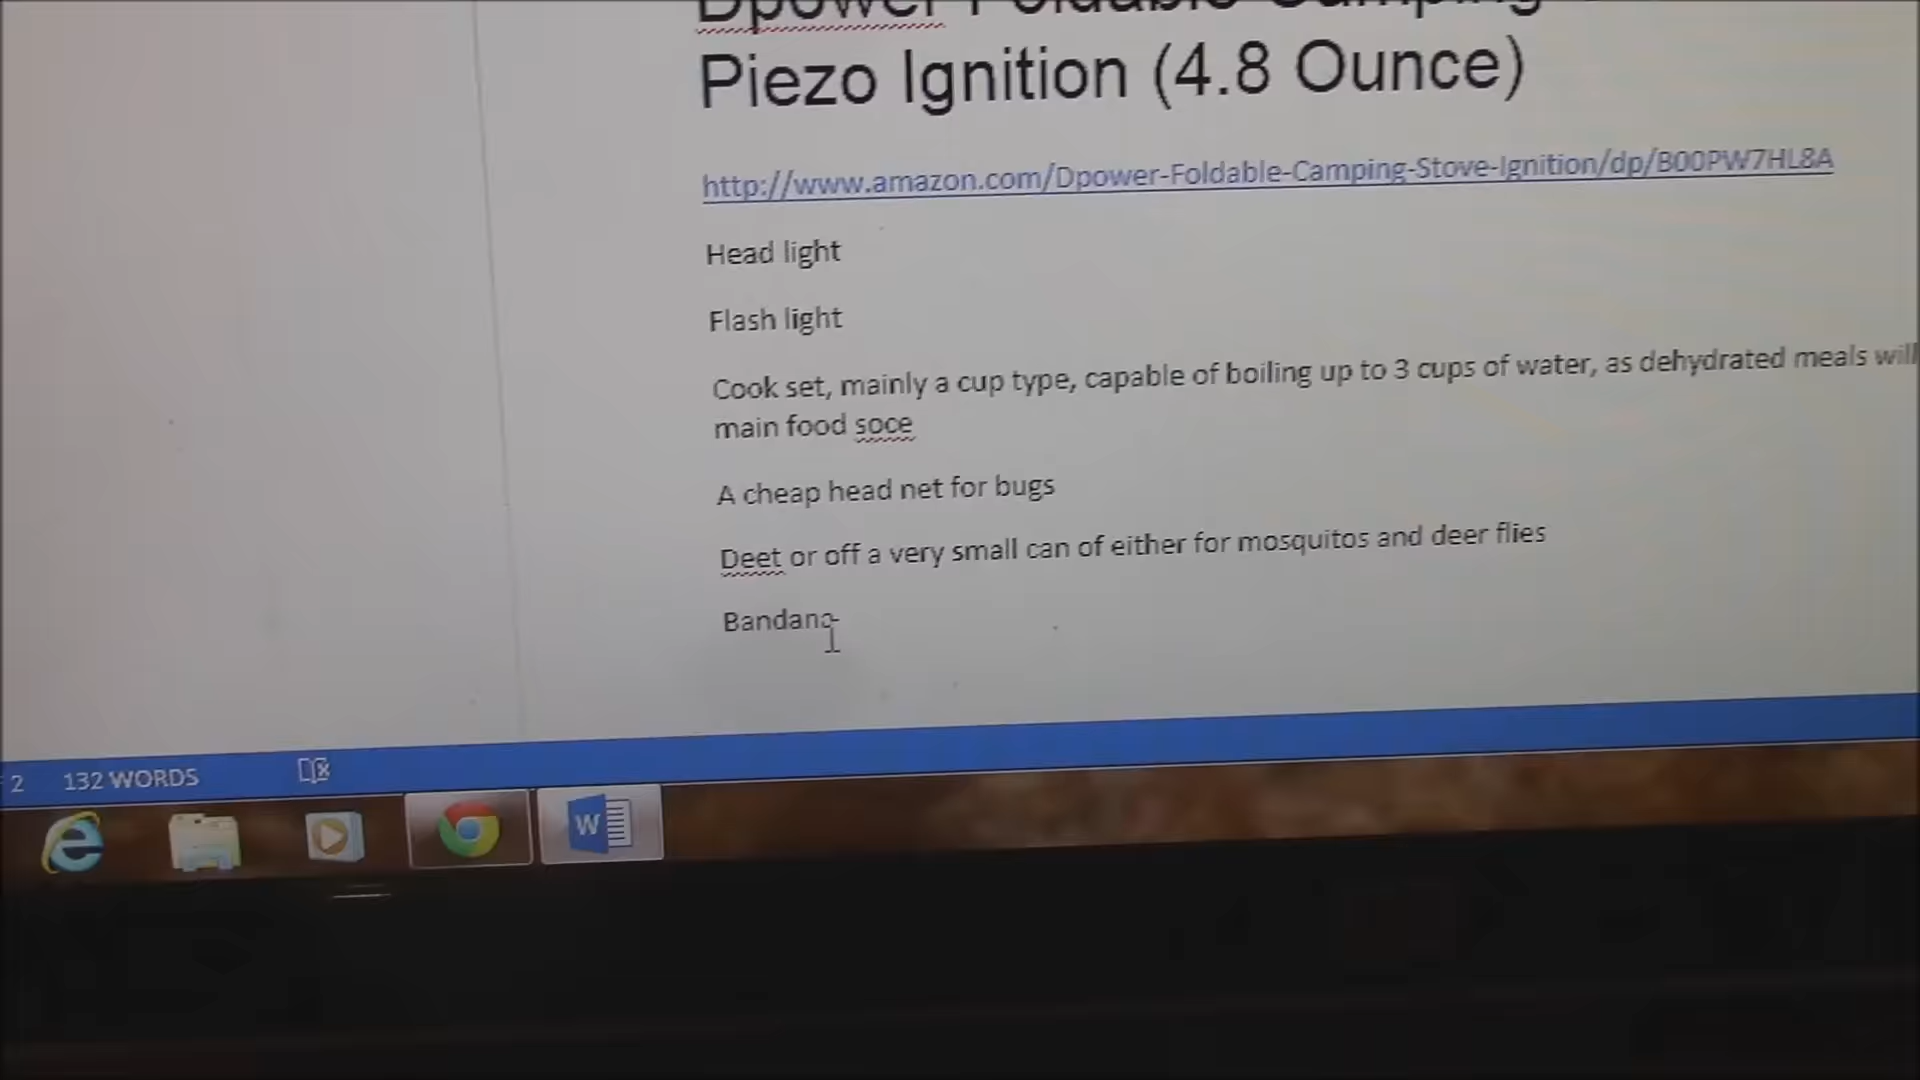 Dpower Foldable Camping
Piezo Ignition (4.8 Ounce)
http://www.amazon.com/Dpower-Foldable-Camping-Stove-Ignition/dp/B00PW7HL8A
Head light
Flash light
Cook set, mainly a cup type, capable of boiling up to 3 cups of water, as dehydrated meals will
main food soce
A cheap head net for bugs
Deet or off a very small can of either for mosquitos and deer flies
Bandana
2 132 WORDS
W